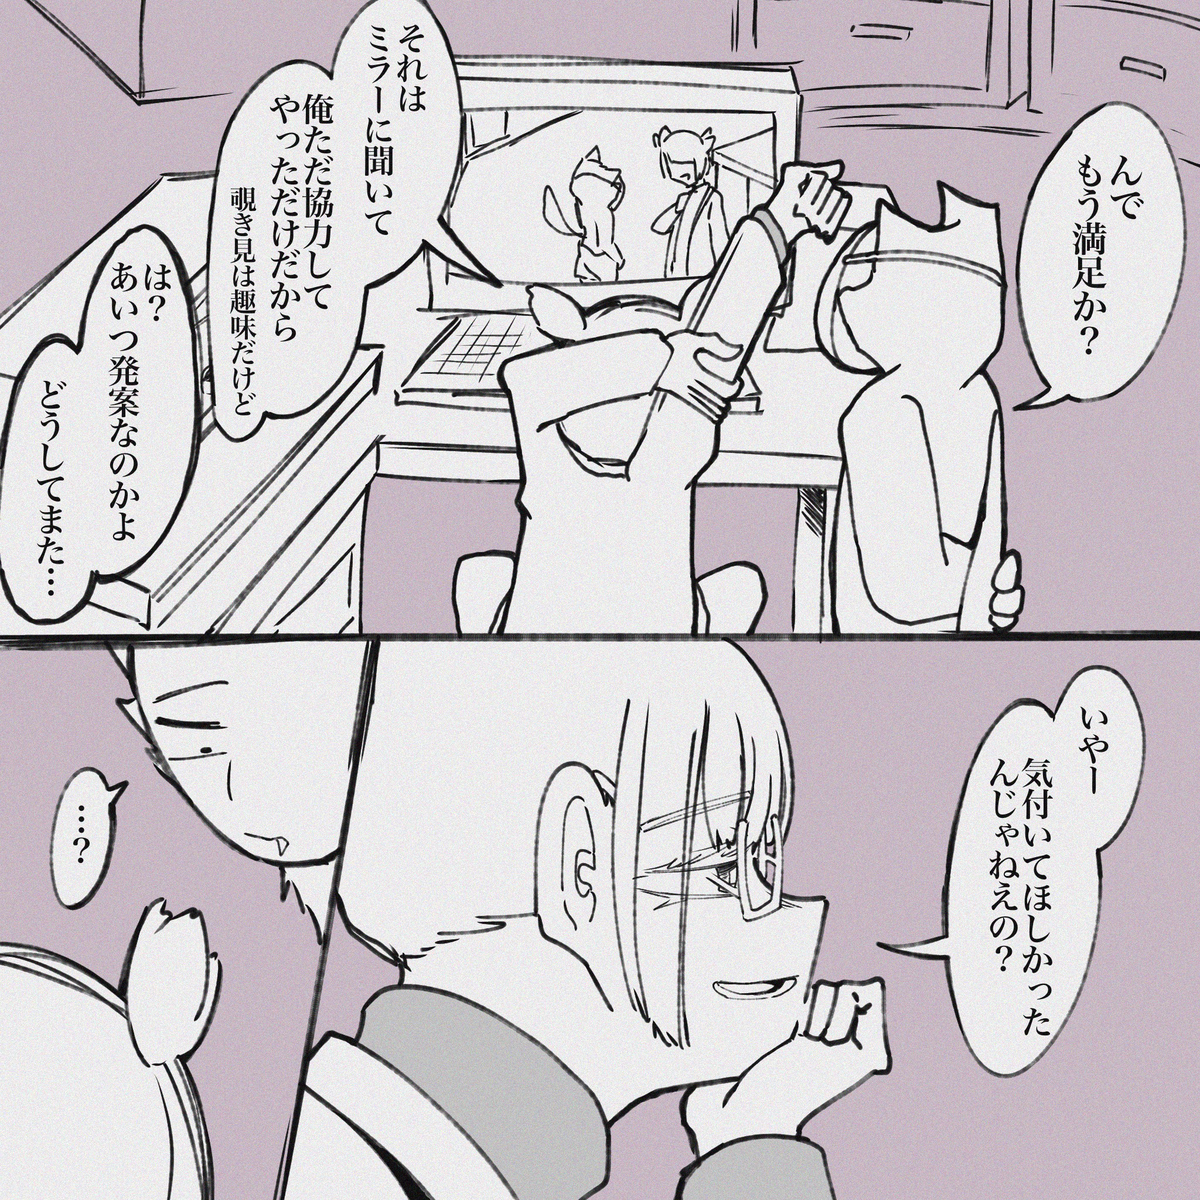 んで
もう満足か？
それは
ミラーに聞いて
俺ただ協力して
やっただけだから
覗き見は趣味だけど
は？
あいつ発案なのかよ
どうしてまた…
いやー
気付いてほしかった
んじゃねえの？
…？